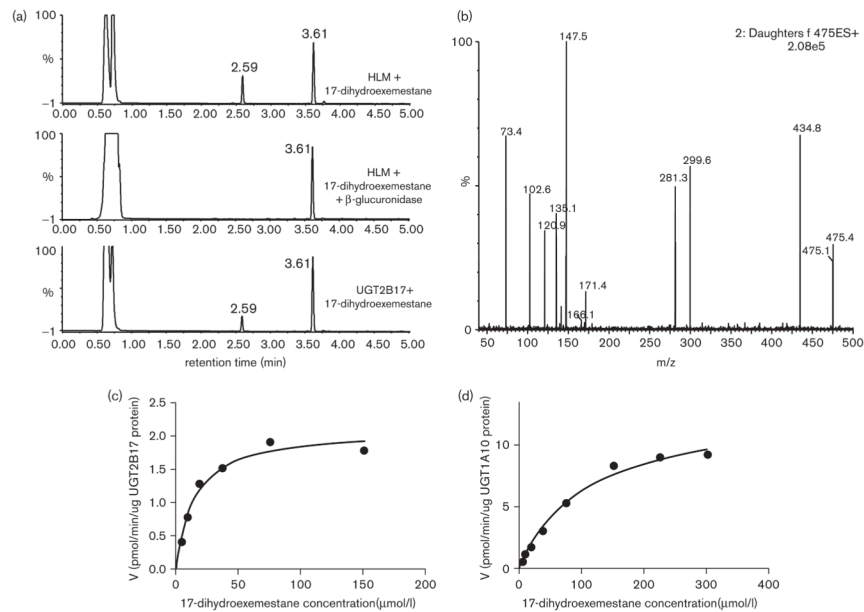 (a)
100
%
−1
2.59
3.61
HLM +
17-dihydroexemestane
0.00 0.50 1.00 1.50 2.00 2.50 3.00 3.50 4.00 4.50 5.00
100
%
−1
3.61
HLM +
17-dihydroexemestane
+ β-glucuronidase
0.00 0.50 1.00 1.50 2.00 2.50 3.00 3.50 4.00 4.50 5.00
100
%
−1
2.59
3.61
UGT2B17+
17-dihydroexemestane
0.00 0.50 1.00 1.50 2.00 2.50 3.00 3.50 4.00 4.50 5.00
retention time (min)
(b)
2: Daughters f 475ES+
2.08e5
100
%
0
147.5
73.4
434.8
299.6
281.3
102.6
135.1
120.9
475.4
475.1
171.4
166.1
50 100 150 200 250 300 350 400 450 500
m/z
(c)
V (pmol/min/ug UGT2B17 protein)
2.5
2.0
1.5
1.0
0.5
0.0
0 50 100 150 200
17-dihydroexemestane concentration(μmol/l)
(d)
V (pmol/min/ug UGT1A10 protein)
10
5
0
0 100 200 300 400
17-dihydroexemestane concentration(μmol/l)